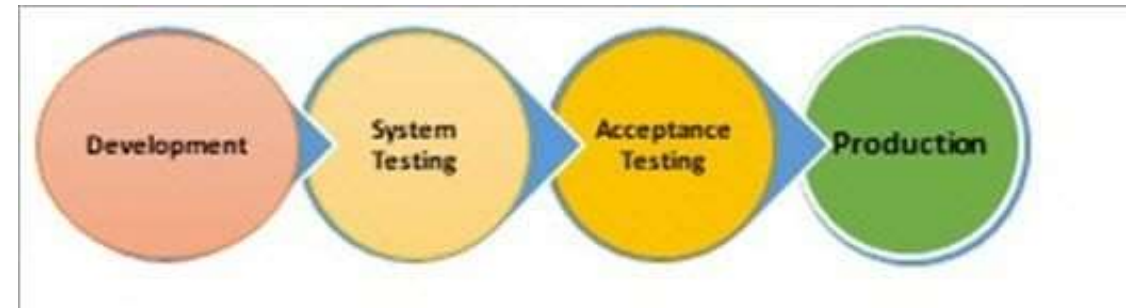 Development
System
Testing
Acceptance
Testing
Production